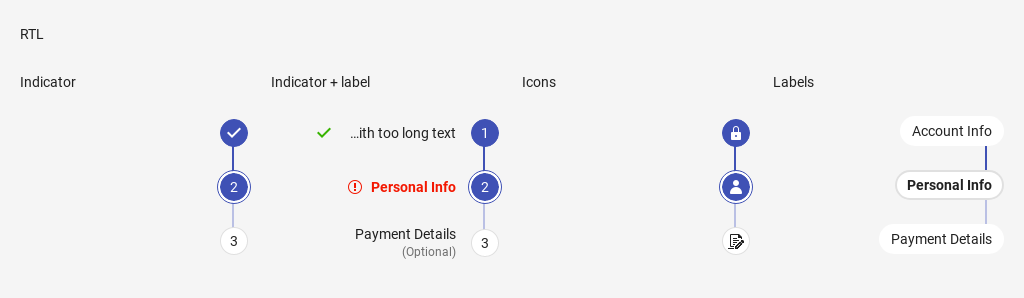 RTL
Indicator
Indicator + label
Icons
Labels
2
3
…ith too long text
1
Personal Info
2
Payment Details
(Optional)
3
Account Info
Personal Info
Payment Details